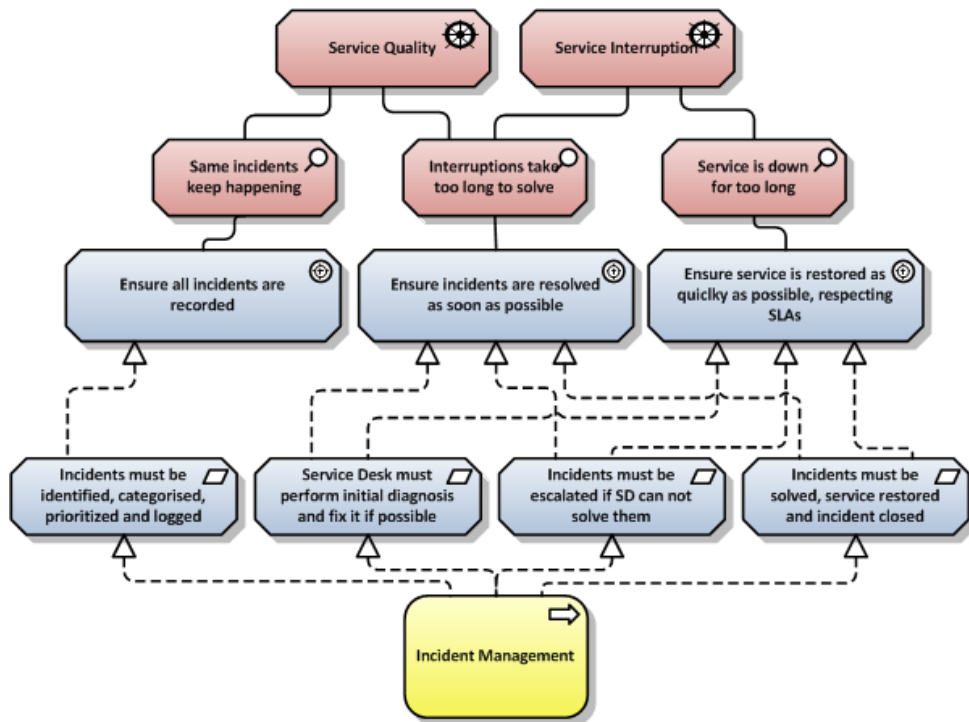 Service Quality
Service Interruption
Same incidents
keep happening
Interruptions take
too long to solve
Service is down
for too long
Ensure all incidents are
recorded
Ensure incidents are resolved
as soon as possible
Ensure service is restored as
quiclky as possible, respecting
SLAs
Incidents must be
identified, categorised,
prioritized and logged
Service Desk must
perform initial diagnosis
and fix it if possible
Incidents must be
escalated if SD can not
solve them
Incidents must be
solved, service restored
and incident closed
Incident Management